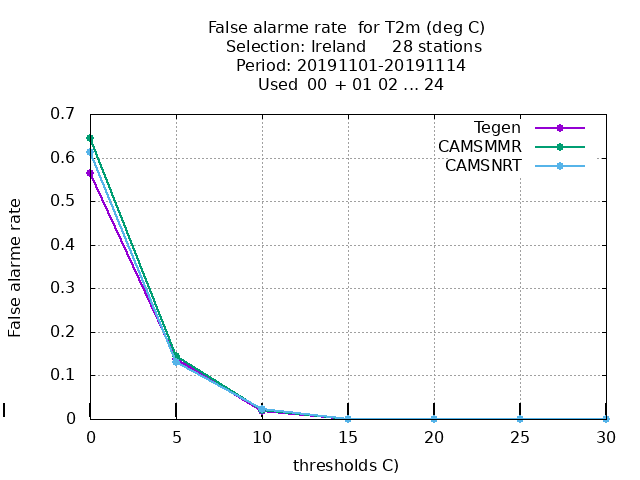 False alarme rate  for T2m (deg C)
Selection: Ireland     28 stations
Period: 20191101-20191114
Used  00 + 01 02 ... 24
Tegen
CAMSMMR
CAMSNRT
False alarme rate
0.7
0.6
0.5
0.4
0.3
0.2
0.1
0
0 5 10 15 20 25 30
thresholds C)